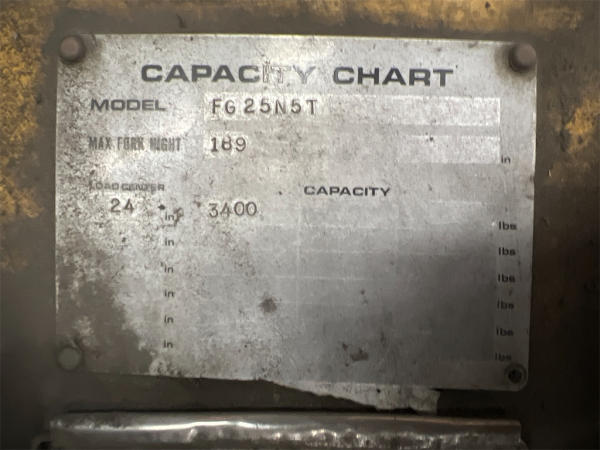 CAPACITY CHART
MODEL FG25N5T
MAX FORK HIGHT 189 in
LOAD CENTER CAPACITY
24 in 3400 lbs
in lbs
in lbs
in lbs
in lbs
in lbs